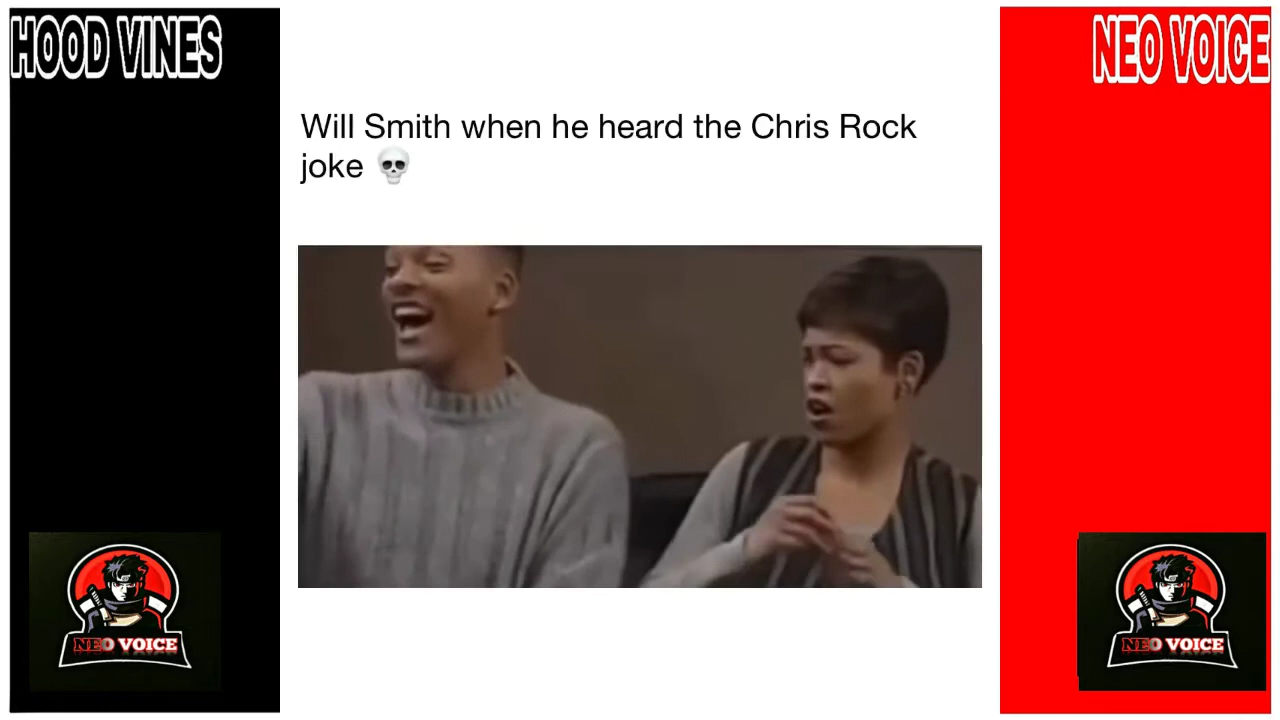 HOOD VINES
NEO VOICE
Will Smith when he heard the Chris Rock
joke 💀
NEO VOICE
NEO VOICE